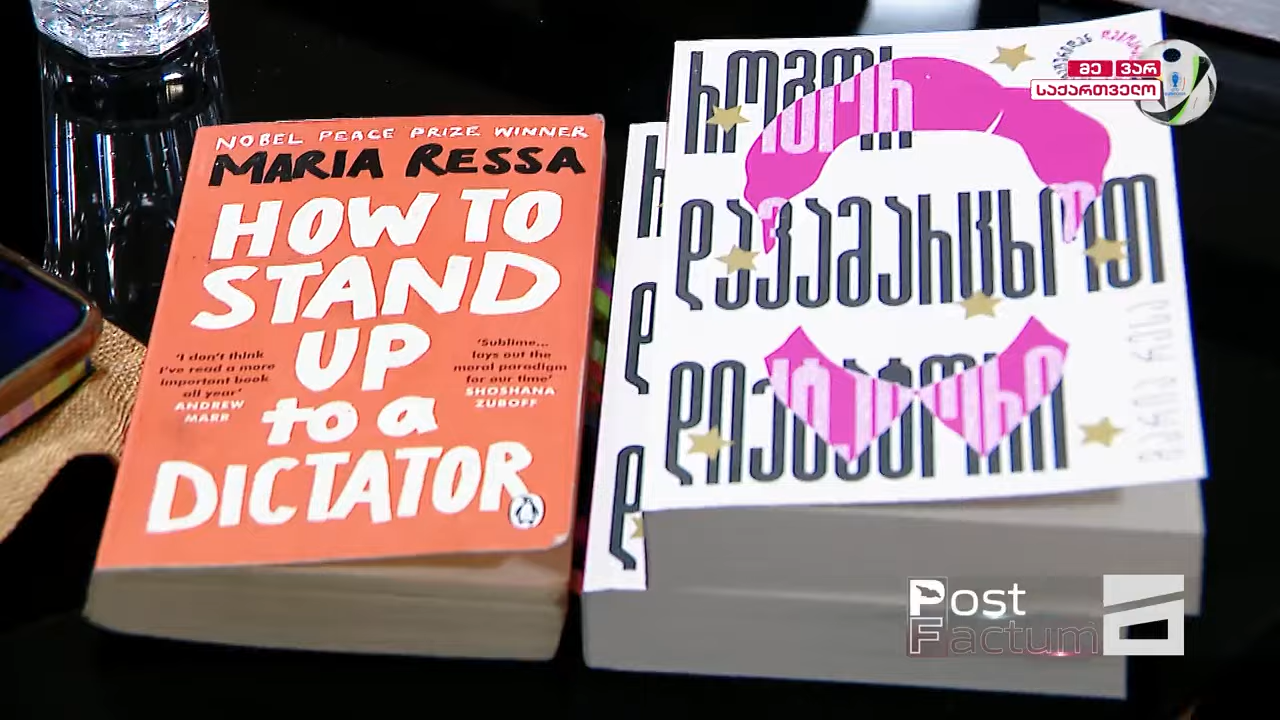 NOBEL PEACE PRIZE WINNER
MARIA RESSA
HOW TO
STAND
UP
to a
DICTATOR
'I don't think
I've read a more
important book
all year'
ANDREW
MARR
'Sublime...
lays out the
moral paradigm
for our time'
SHOSHANA
ZUBOFF
როგორ
დავამარცხოთ
დიქტატორი
მარია რესა
მე ვარ
საქართველო
Post
Factum